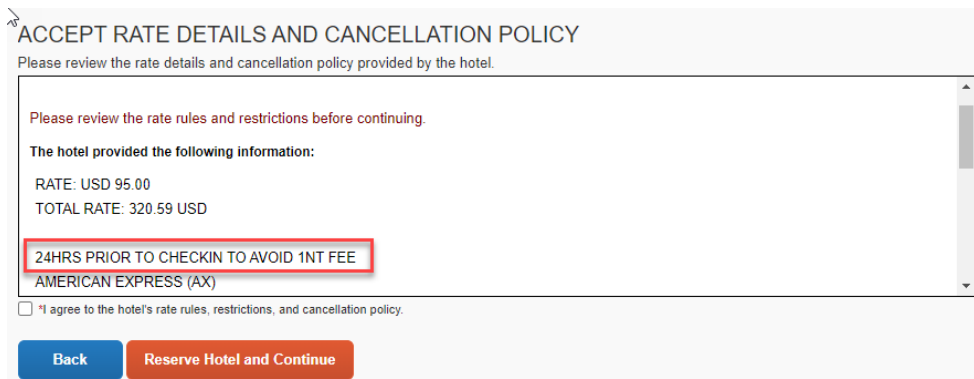 ACCEPT RATE DETAILS AND CANCELLATION POLICY
Please review the rate details and cancellation policy provided by the hotel.
Please review the rate rules and restrictions before continuing.
The hotel provided the following information:
RATE: USD 95.00
TOTAL RATE: 320.59 USD
24HRS PRIOR TO CHECKIN TO AVOID 1NT FEE
AMERICAN EXPRESS (AX)
*I agree to the hotel's rate rules, restrictions, and cancellation policy.
Back
Reserve Hotel and Continue